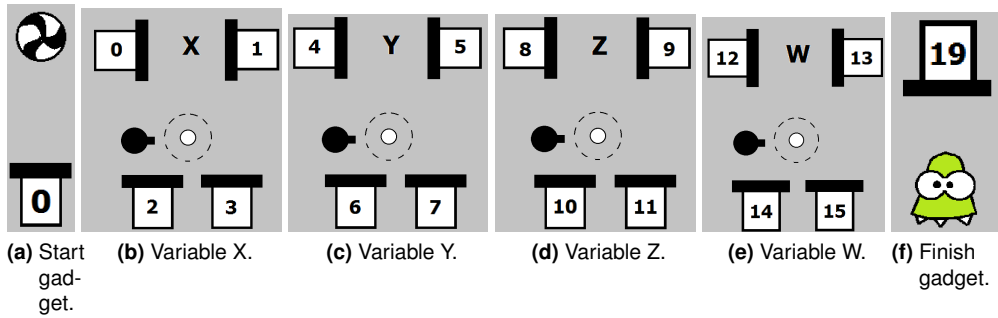 0 X 1
4 Y 5
8 Z 9
12 W 13
19
0
2 3
6 7
10 11
14 15
(a) Start gad- get.
(b) Variable X.
(c) Variable Y.
(d) Variable Z.
(e) Variable W.
(f) Finish gadget.